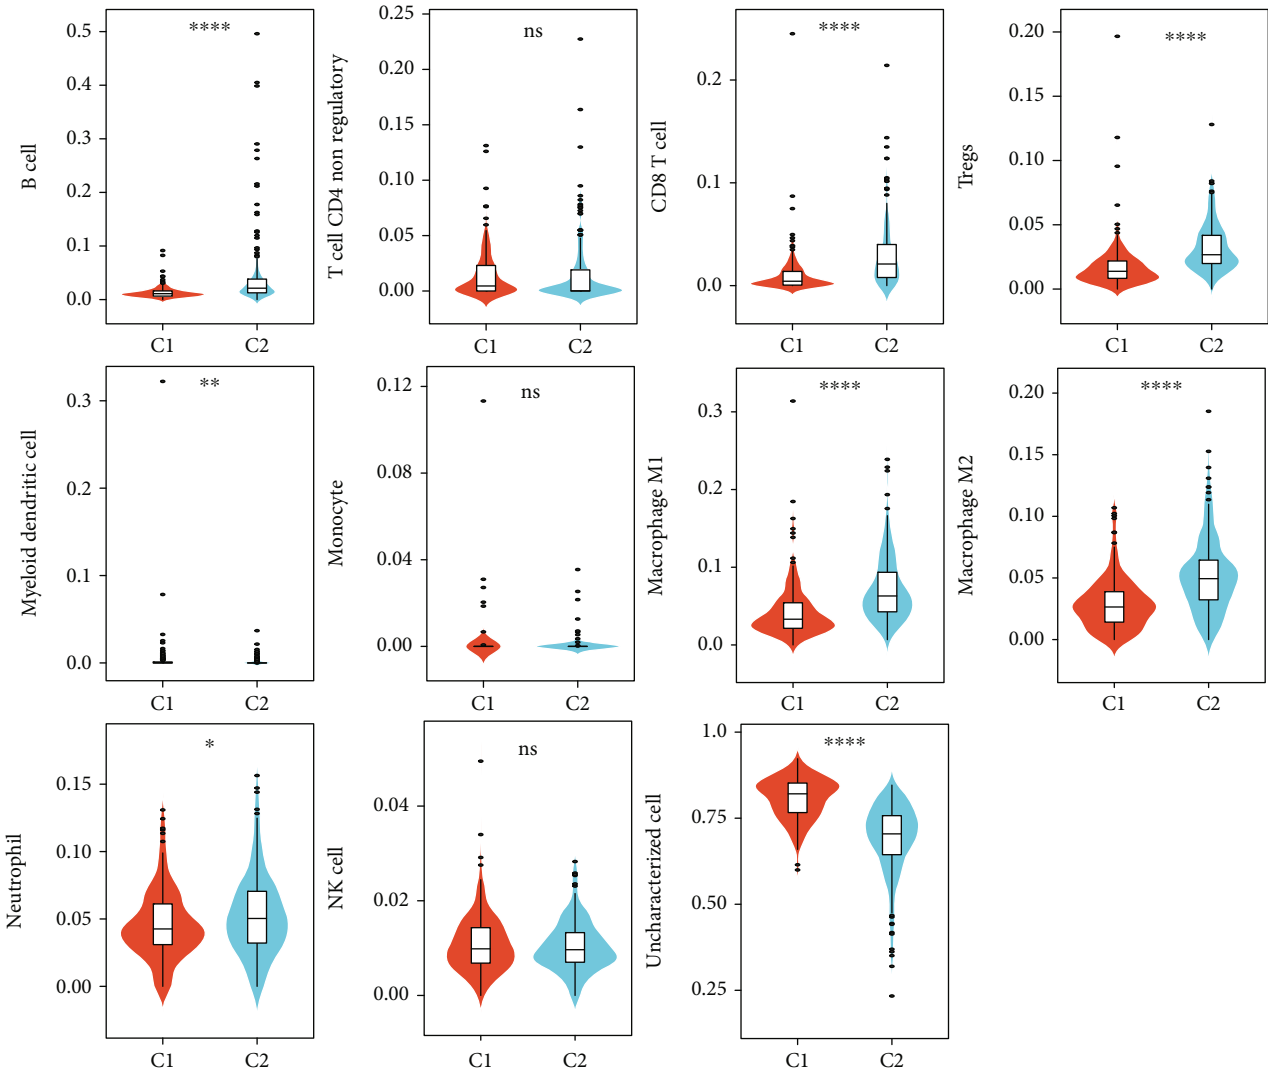 B cell
****
0.5
0.4
0.3
0.2
0.1
0.0
C1 C2
T cell CD4 non regulatory
ns
0.25
0.20
0.15
0.10
0.05
0.00
C1 C2
CD8 T cell
****
0.2
0.1
0.0
C1 C2
Tregs
****
0.20
0.15
0.10
0.05
0.00
C1 C2
Myeloid dendritic cell
**
0.3
0.2
0.1
0.0
C1 C2
Monocyte
ns
0.12
0.08
0.04
0.00
C1 C2
Macrophage M1
****
0.3
0.2
0.1
0.0
C1 C2
Macrophage M2
****
0.20
0.15
0.10
0.05
0.00
C1 C2
Neutrophil
*
0.15
0.10
0.05
0.00
C1 C2
NK cell
ns
0.04
0.02
0.00
C1 C2
Uncharacterized cell
****
1.0
0.75
0.50
0.25
C1 C2